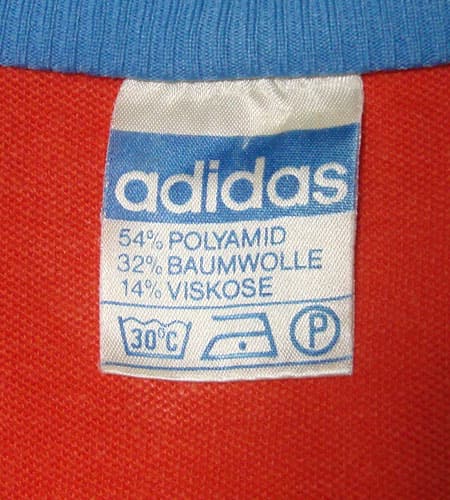 adidas
54% POLYAMID
32% BAUMWOLLE
14% VISKOSE
30°C P